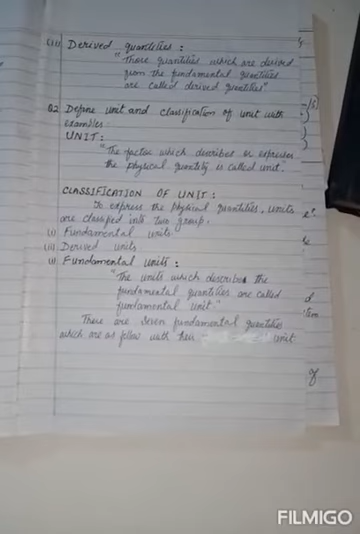 (ii) Derived quantities :
"Those quantities which are derived
from the fundamental quantities
are called derived quantities"
Q.2 Define unit and classification of unit with
examples
UNIT:
"The factor which describes or expresses
the physical quantity is called unit."
CLASSIFICATION OF UNIT:
To express the physical quantities, units
are classified into two group.
(i) Fundamental units.
(ii) Derived units
(i) Fundamental units :
"The units which describe the
fundamental quantities are called
fundamental unit"
There are seven fundamental quantities
which are as follow with their unit
FILMIGO